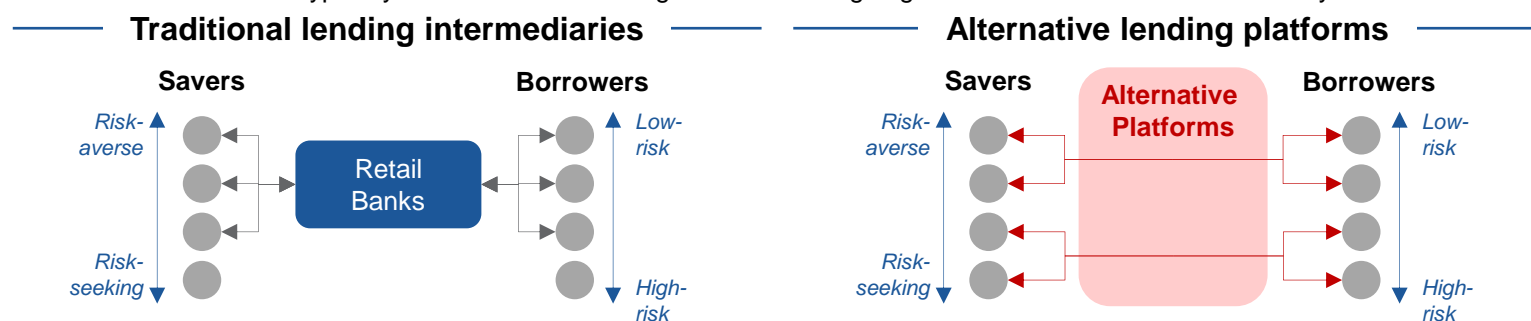 Traditional lending intermediaries
Savers
Borrowers
Risk-
averse
Risk-
seeking
Retail
Banks
Low-
risk
High-
risk
Alternative lending platforms
Savers
Borrowers
Alternative
Platforms
Risk-
averse
Risk-
seeking
Low-
risk
High-
risk